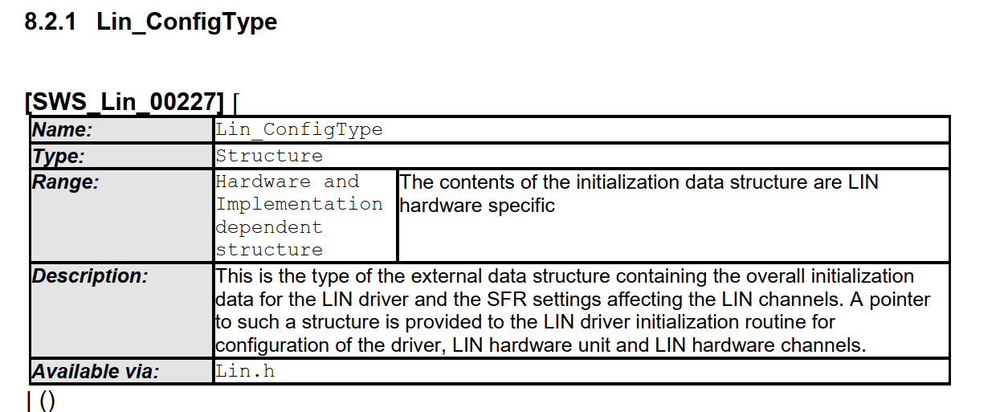 8.2.1 Lin_ConfigType
[SWS_Lin_00227] ⌈
Name: Lin_ConfigType
Type: Structure
Range: Hardware and The contents of the initialization data structure are LIN
Implementation hardware specific
dependent
structure
Description: This is the type of the external data structure containing the overall initialization
data for the LIN driver and the SFR settings affecting the LIN channels. A pointer
to such a structure is provided to the LIN driver initialization routine for
configuration of the driver, LIN hardware unit and LIN hardware channels.
Available via: Lin.h
| ()